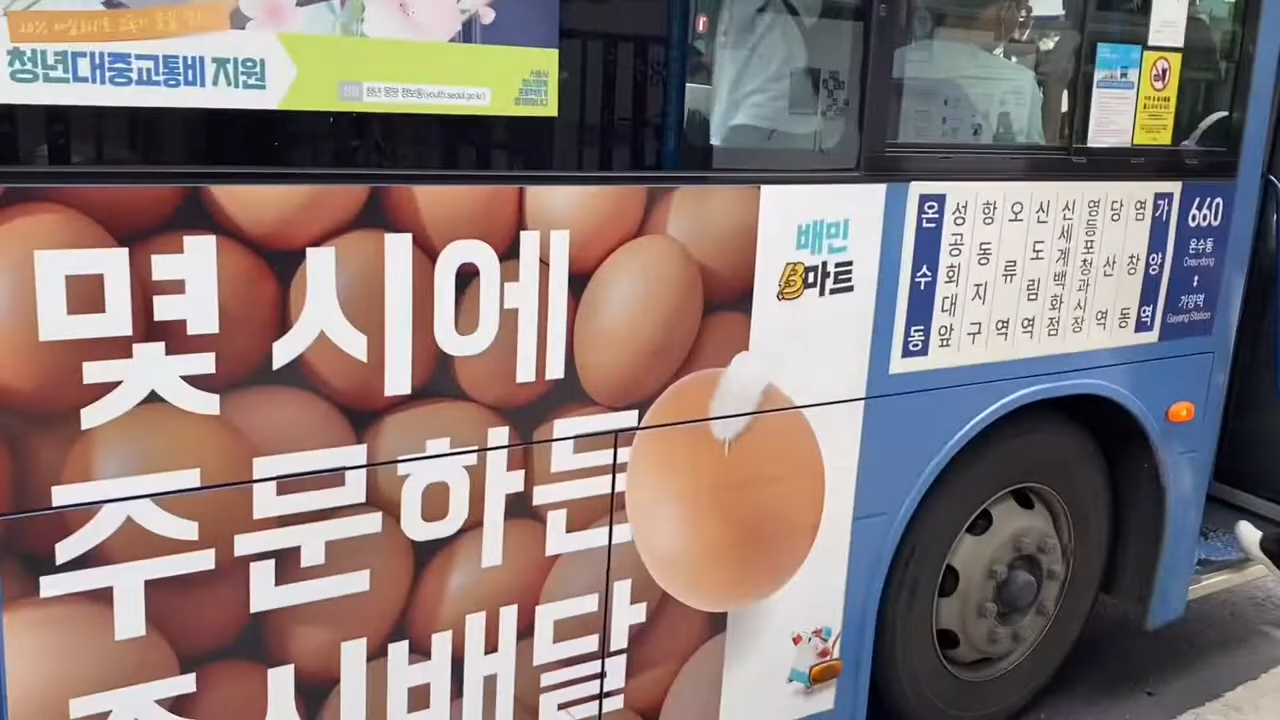 청년대중교통비 지원
청년 몽땅 정보통(youth.seoul.go.kr)
몇 시에
주문하든
즉시배달
배민
B마트
온수동
성공회대앞
항동지구
오류역
신도림역
신세계백화점
영등포청과시장
당산역
염창동
가양역
660
온수동
Onsu-dong
가양역
Gayang Station